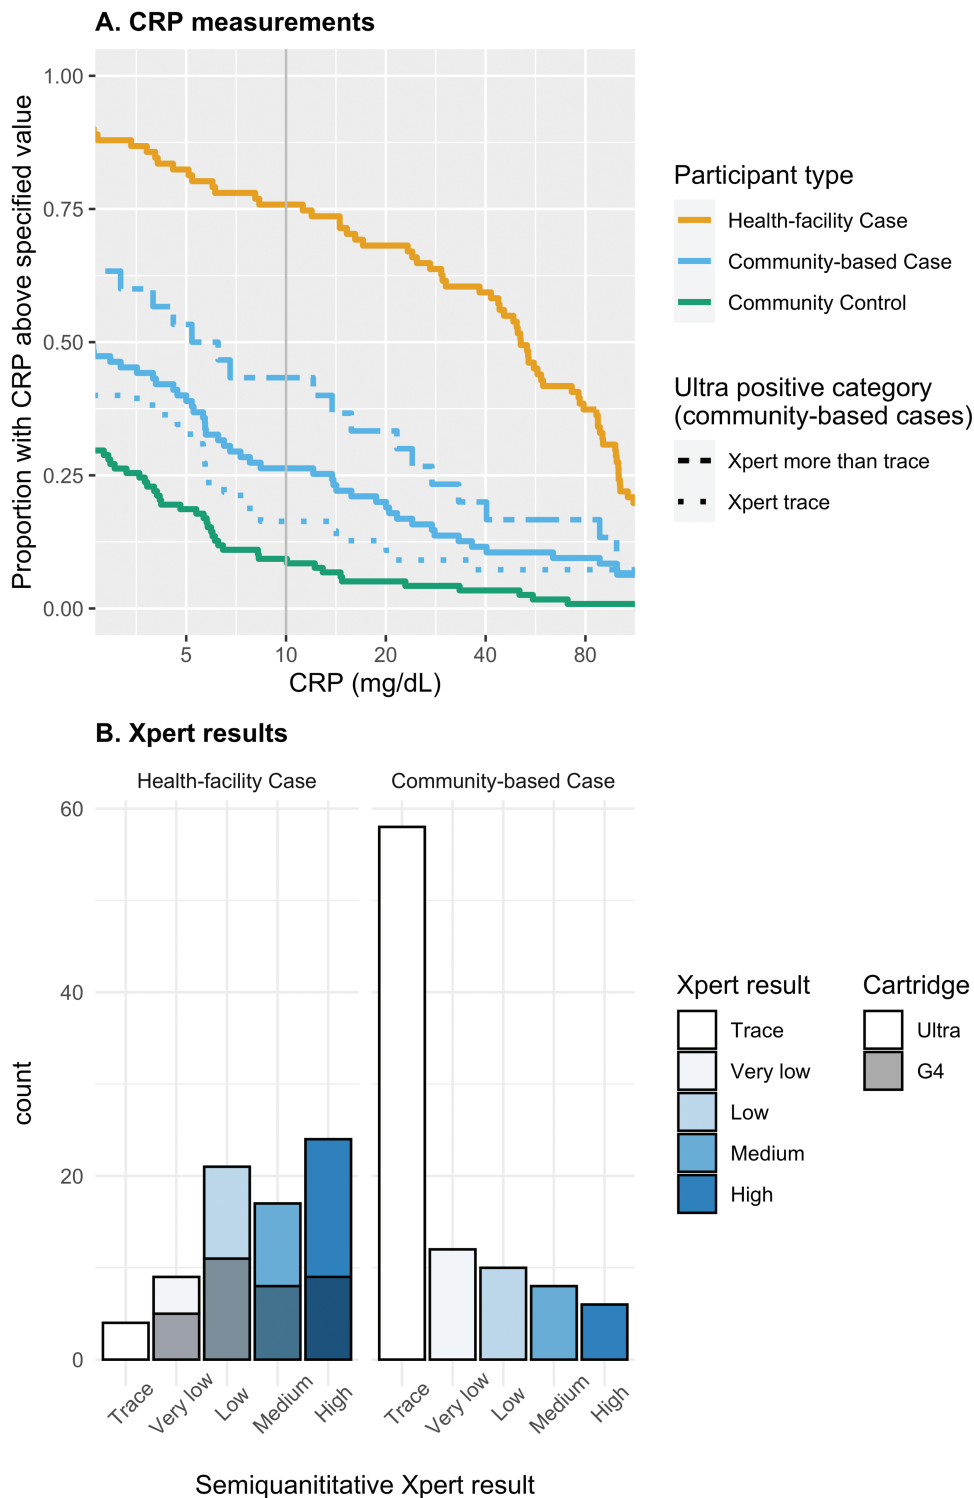 A. CRP measurements
Proportion with CRP above specified value
1.00
0.75
0.50
0.25
0.00
5 10 20 40 80
CRP (mg/dL)
Participant type
Health-facility Case
Community-based Case
Community Control
Ultra positive category
(community-based cases)
Xpert more than trace
Xpert trace
B. Xpert results
Health-facility Case Community-based Case
count
60
40
20
0
Trace Very low Low Medium High Trace Very low Low Medium High
Semiquanititative Xpert result
Xpert result
Trace
Very low
Low
Medium
High
Cartridge
Ultra
G4